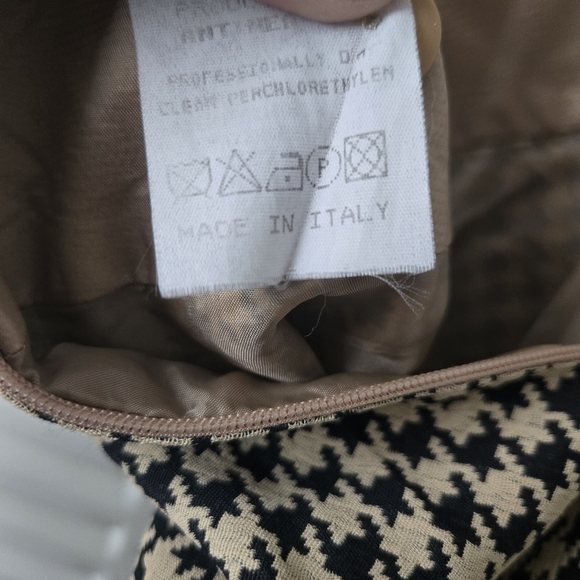 PROFESSIONALLY DRY
CLEAN PERCHLORETHYLEN
P
MADE IN ITALY